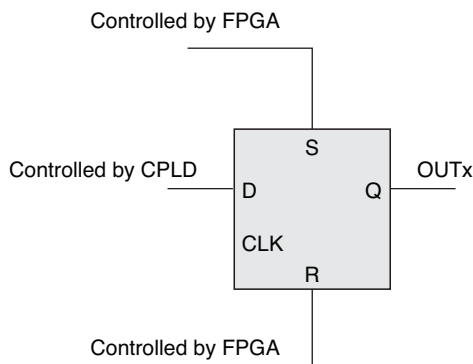 Controlled by FPGA
S
Controlled by CPLD
OUTx
D
Q
CLK
R
Controlled by FPGA